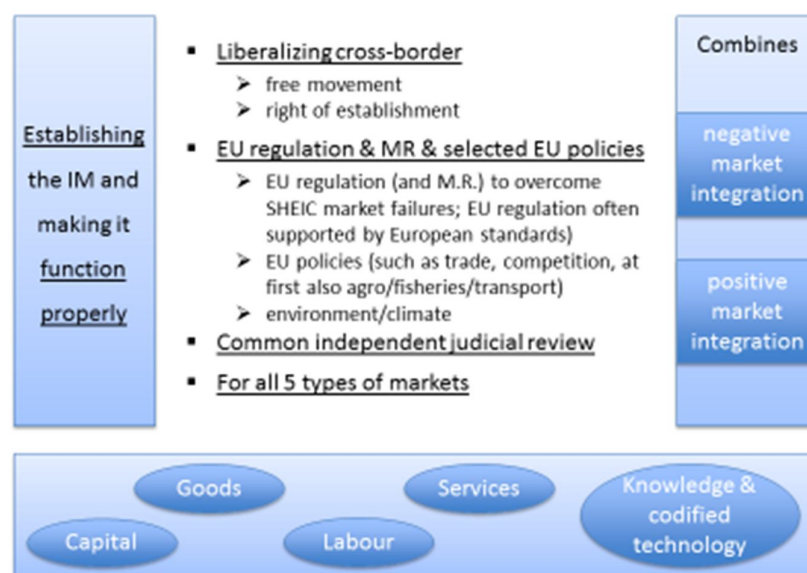 Establishing
the IM and
making it
function
properly
Liberalizing cross-border
free movement
right of establishment
EU regulation & MR & selected EU policies
EU regulation (and M.R.) to overcome
SHEIC market failures; EU regulation often
supported by European standards)
EU policies (such as trade, competition, at
first also agro/fisheries/transport)
environment/climate
Common independent judicial review
For all 5 types of markets
Combines
negative
market
integration
positive
market
integration
Goods
Services
Knowledge &
codified
technology
Capital
Labour